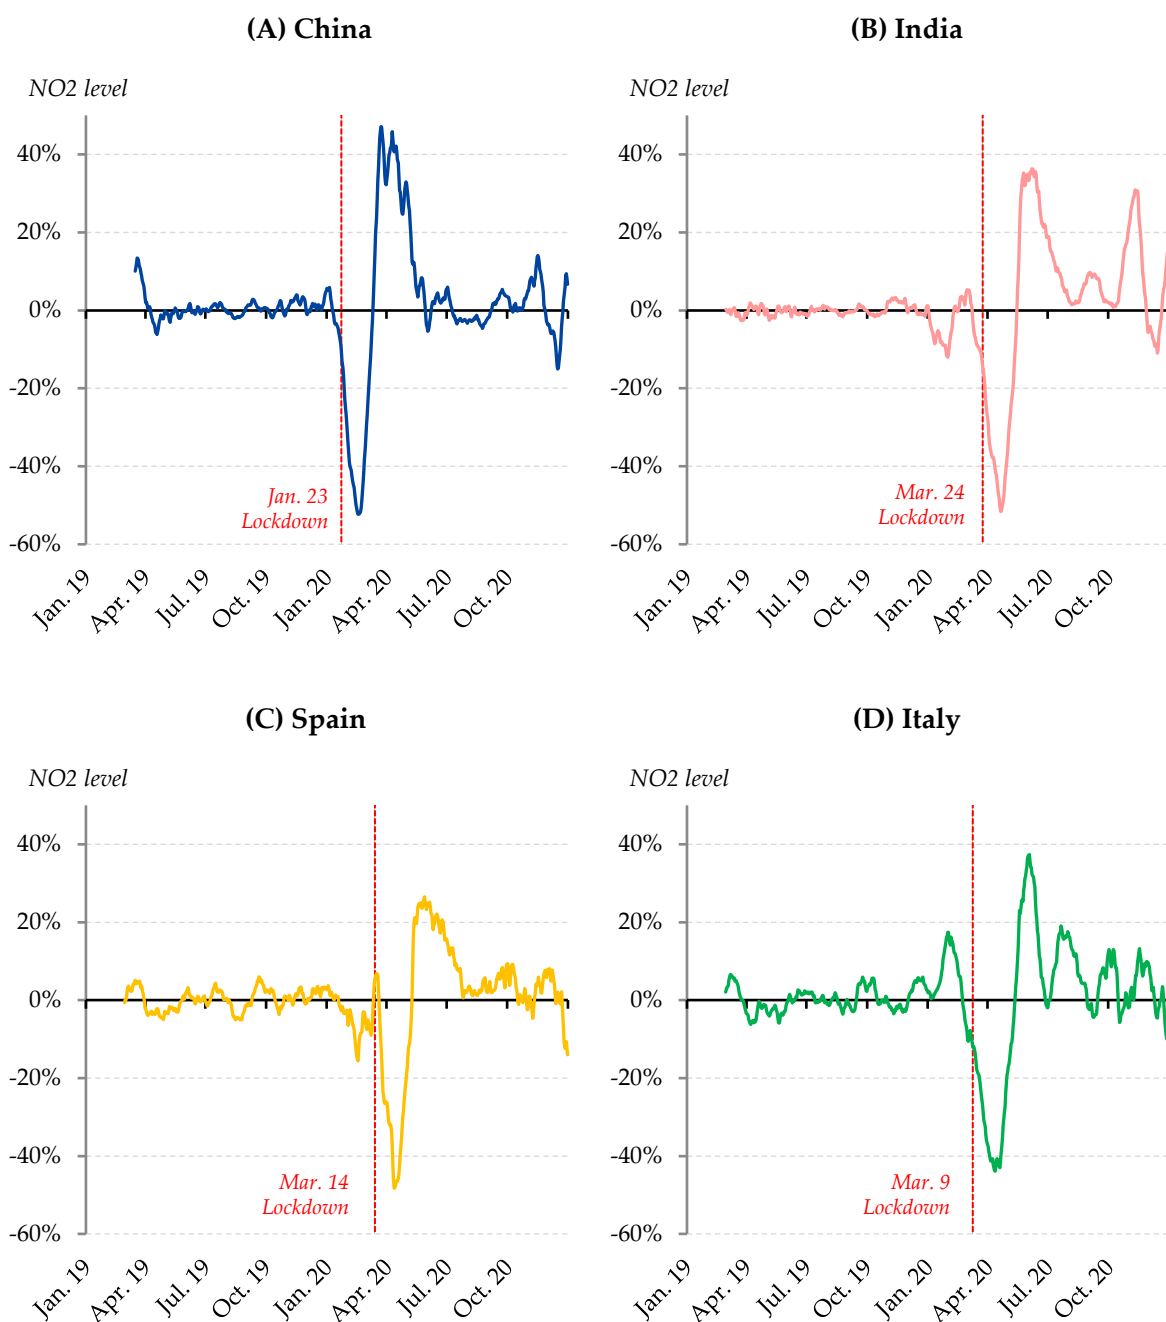 (A) China
NO2 level
40%
20%
0%
-20%
-40%
-60%
Jan. 23
Lockdown
Jan. 19
Apr. 19
Jul. 19
Oct. 19
Jan. 20
Apr. 20
Jul. 20
Oct. 20
(B) India
NO2 level
40%
20%
0%
-20%
-40%
-60%
Mar. 24
Lockdown
Jan. 19
Apr. 19
Jul. 19
Oct. 19
Jan. 20
Apr. 20
Jul. 20
Oct. 20
(C) Spain
NO2 level
40%
20%
0%
-20%
-40%
-60%
Mar. 14
Lockdown
Jan. 19
Apr. 19
Jul. 19
Oct. 19
Jan. 20
Apr. 20
Jul. 20
Oct. 20
(D) Italy
NO2 level
40%
20%
0%
-20%
-40%
-60%
Mar. 9
Lockdown
Jan. 19
Apr. 19
Jul. 19
Oct. 19
Jan. 20
Apr. 20
Jul. 20
Oct. 20